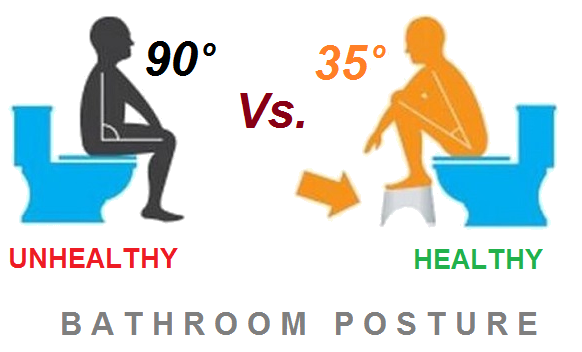 90° Vs. 35°
UNHEALTHY HEALTHY
BATHROOM POSTURE